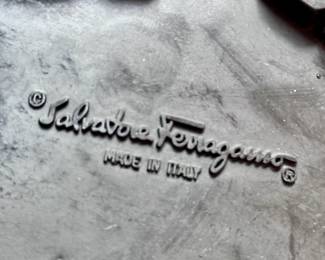 © Salvatore Ferragamo ®
MADE IN ITALY